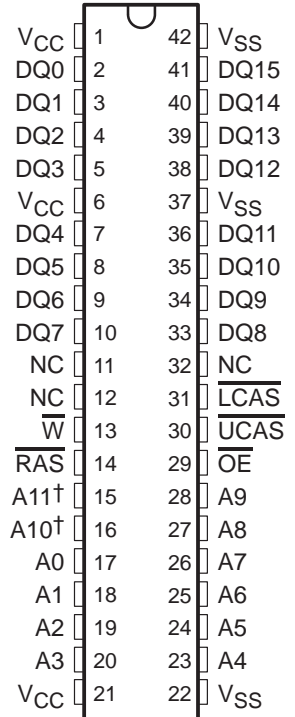 VCC 1 42 VSS
DQ0 2 41 DQ15
DQ1 3 40 DQ14
DQ2 4 39 DQ13
DQ3 5 38 DQ12
VCC 6 37 VSS
DQ4 7 36 DQ11
DQ5 8 35 DQ10
DQ6 9 34 DQ9
DQ7 10 33 DQ8
NC 11 32 NC
NC 12 31 L̅C̅A̅S̅
W̅ 13 30 U̅C̅A̅S̅
R̅A̅S̅ 14 29 O̅E̅
A11† 15 28 A9
A10† 16 27 A8
A0 17 26 A7
A1 18 25 A6
A2 19 24 A5
A3 20 23 A4
VCC 21 22 VSS